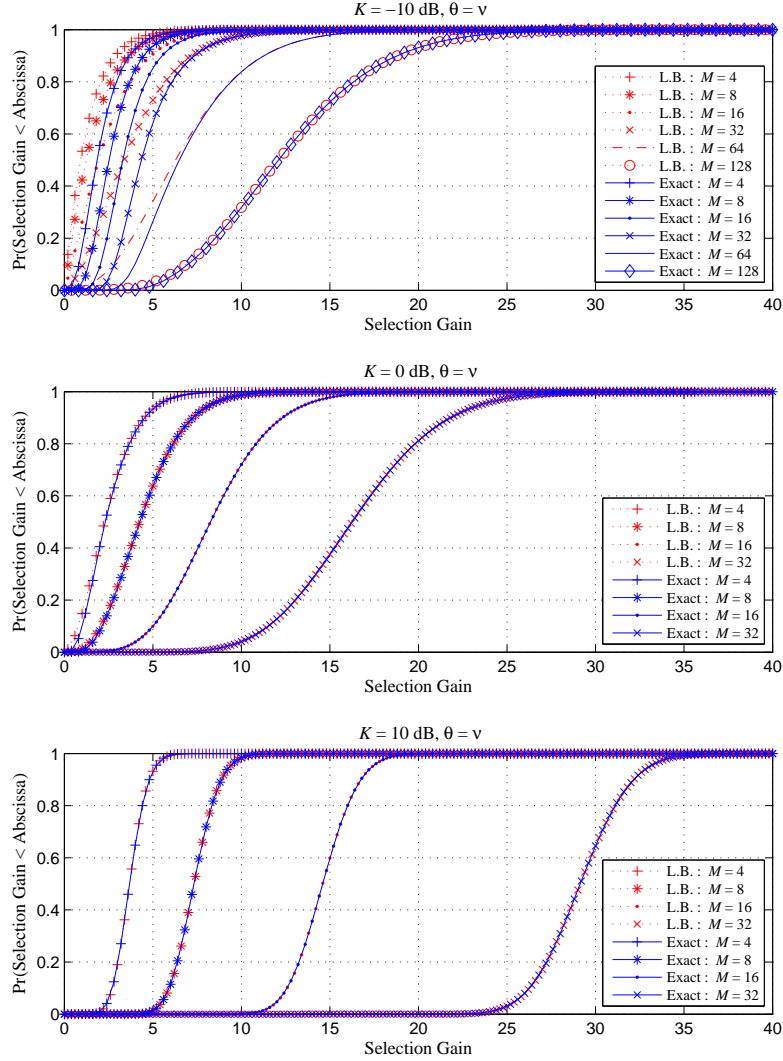 K = −10 dB, θ = ν
Pr(Selection Gain < Abscissa)
1
0.8
0.6
0.4
0.2
0
L.B. : M = 4
L.B. : M = 8
L.B. : M = 16
L.B. : M = 32
L.B. : M = 64
L.B. : M = 128
Exact : M = 4
Exact : M = 8
Exact : M = 16
Exact : M = 32
Exact : M = 64
Exact : M = 128
0 5 10 15 20 25 30 35 40
Selection Gain
K = 0 dB, θ = ν
Pr(Selection Gain < Abscissa)
1
0.8
0.6
0.4
0.2
0
L.B. : M = 4
L.B. : M = 8
L.B. : M = 16
L.B. : M = 32
Exact : M = 4
Exact : M = 8
Exact : M = 16
Exact : M = 32
0 5 10 15 20 25 30 35 40
Selection Gain
K = 10 dB, θ = ν
Pr(Selection Gain < Abscissa)
1
0.8
0.6
0.4
0.2
0
L.B. : M = 4
L.B. : M = 8
L.B. : M = 16
L.B. : M = 32
Exact : M = 4
Exact : M = 8
Exact : M = 16
Exact : M = 32
0 5 10 15 20 25 30 35 40
Selection Gain